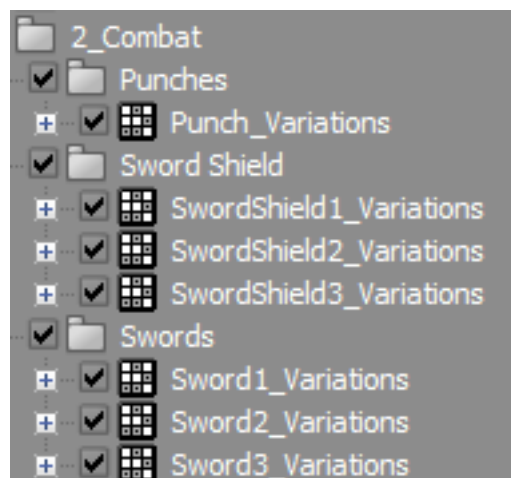 2_Combat
Punches
Punch_Variations
Sword Shield
SwordShield1_Variations
SwordShield2_Variations
SwordShield3_Variations
Swords
Sword1_Variations
Sword2_Variations
Sword3_Variations